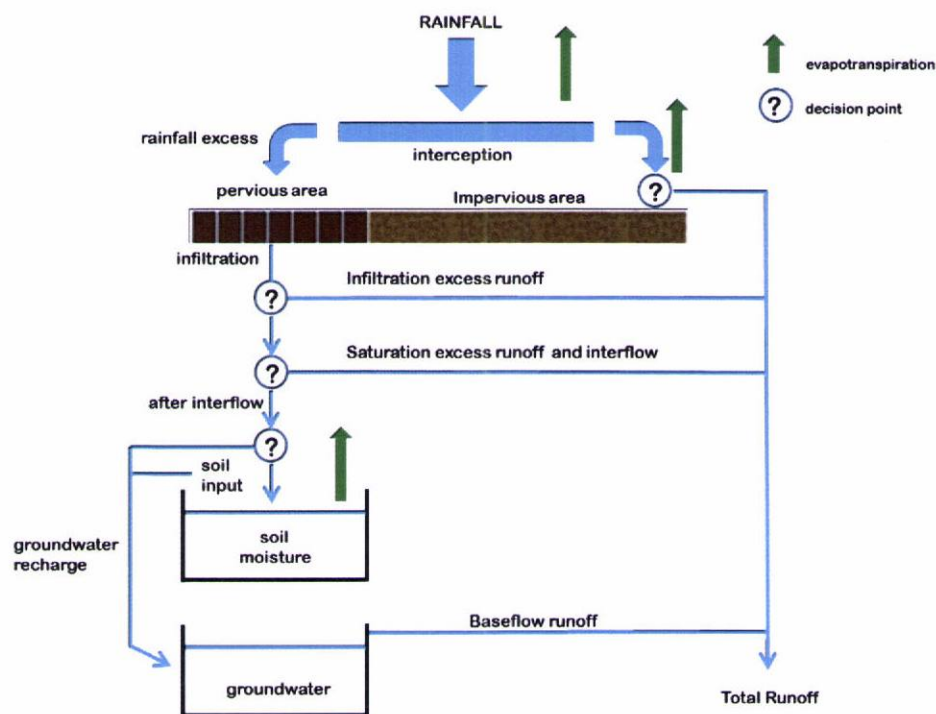 RAINFALL
evapotranspiration
?
decision point
rainfall excess
interception
pervious area
Impervious area
?
infiltration
Infiltration excess runoff
?
Saturation excess runoff and interflow
?
after interflow
?
soil
input
soil
moisture
groundwater
recharge
Baseflow runoff
groundwater
Total Runoff